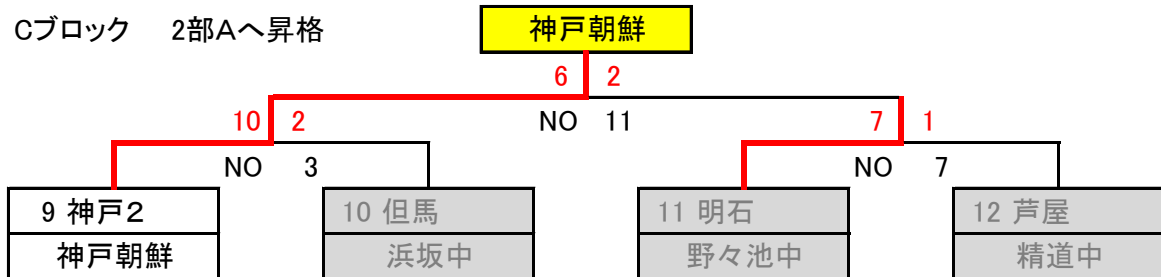 Cブロック　2部Aへ昇格
神戸朝鮮
6 2
10 2
NO 11
7 1
NO 3
NO 7
9 神戸２
10 但馬
11 明石
12 芦屋
神戸朝鮮
浜坂中
野々池中
精道中